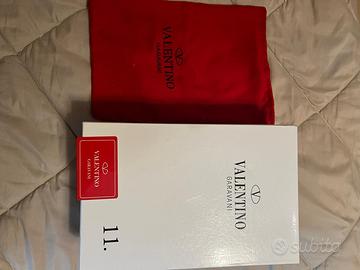 VALENTINO
GARAVANI
VALENTINO
GARAVANI
VALENTINO
GARAVANI
11.
subito